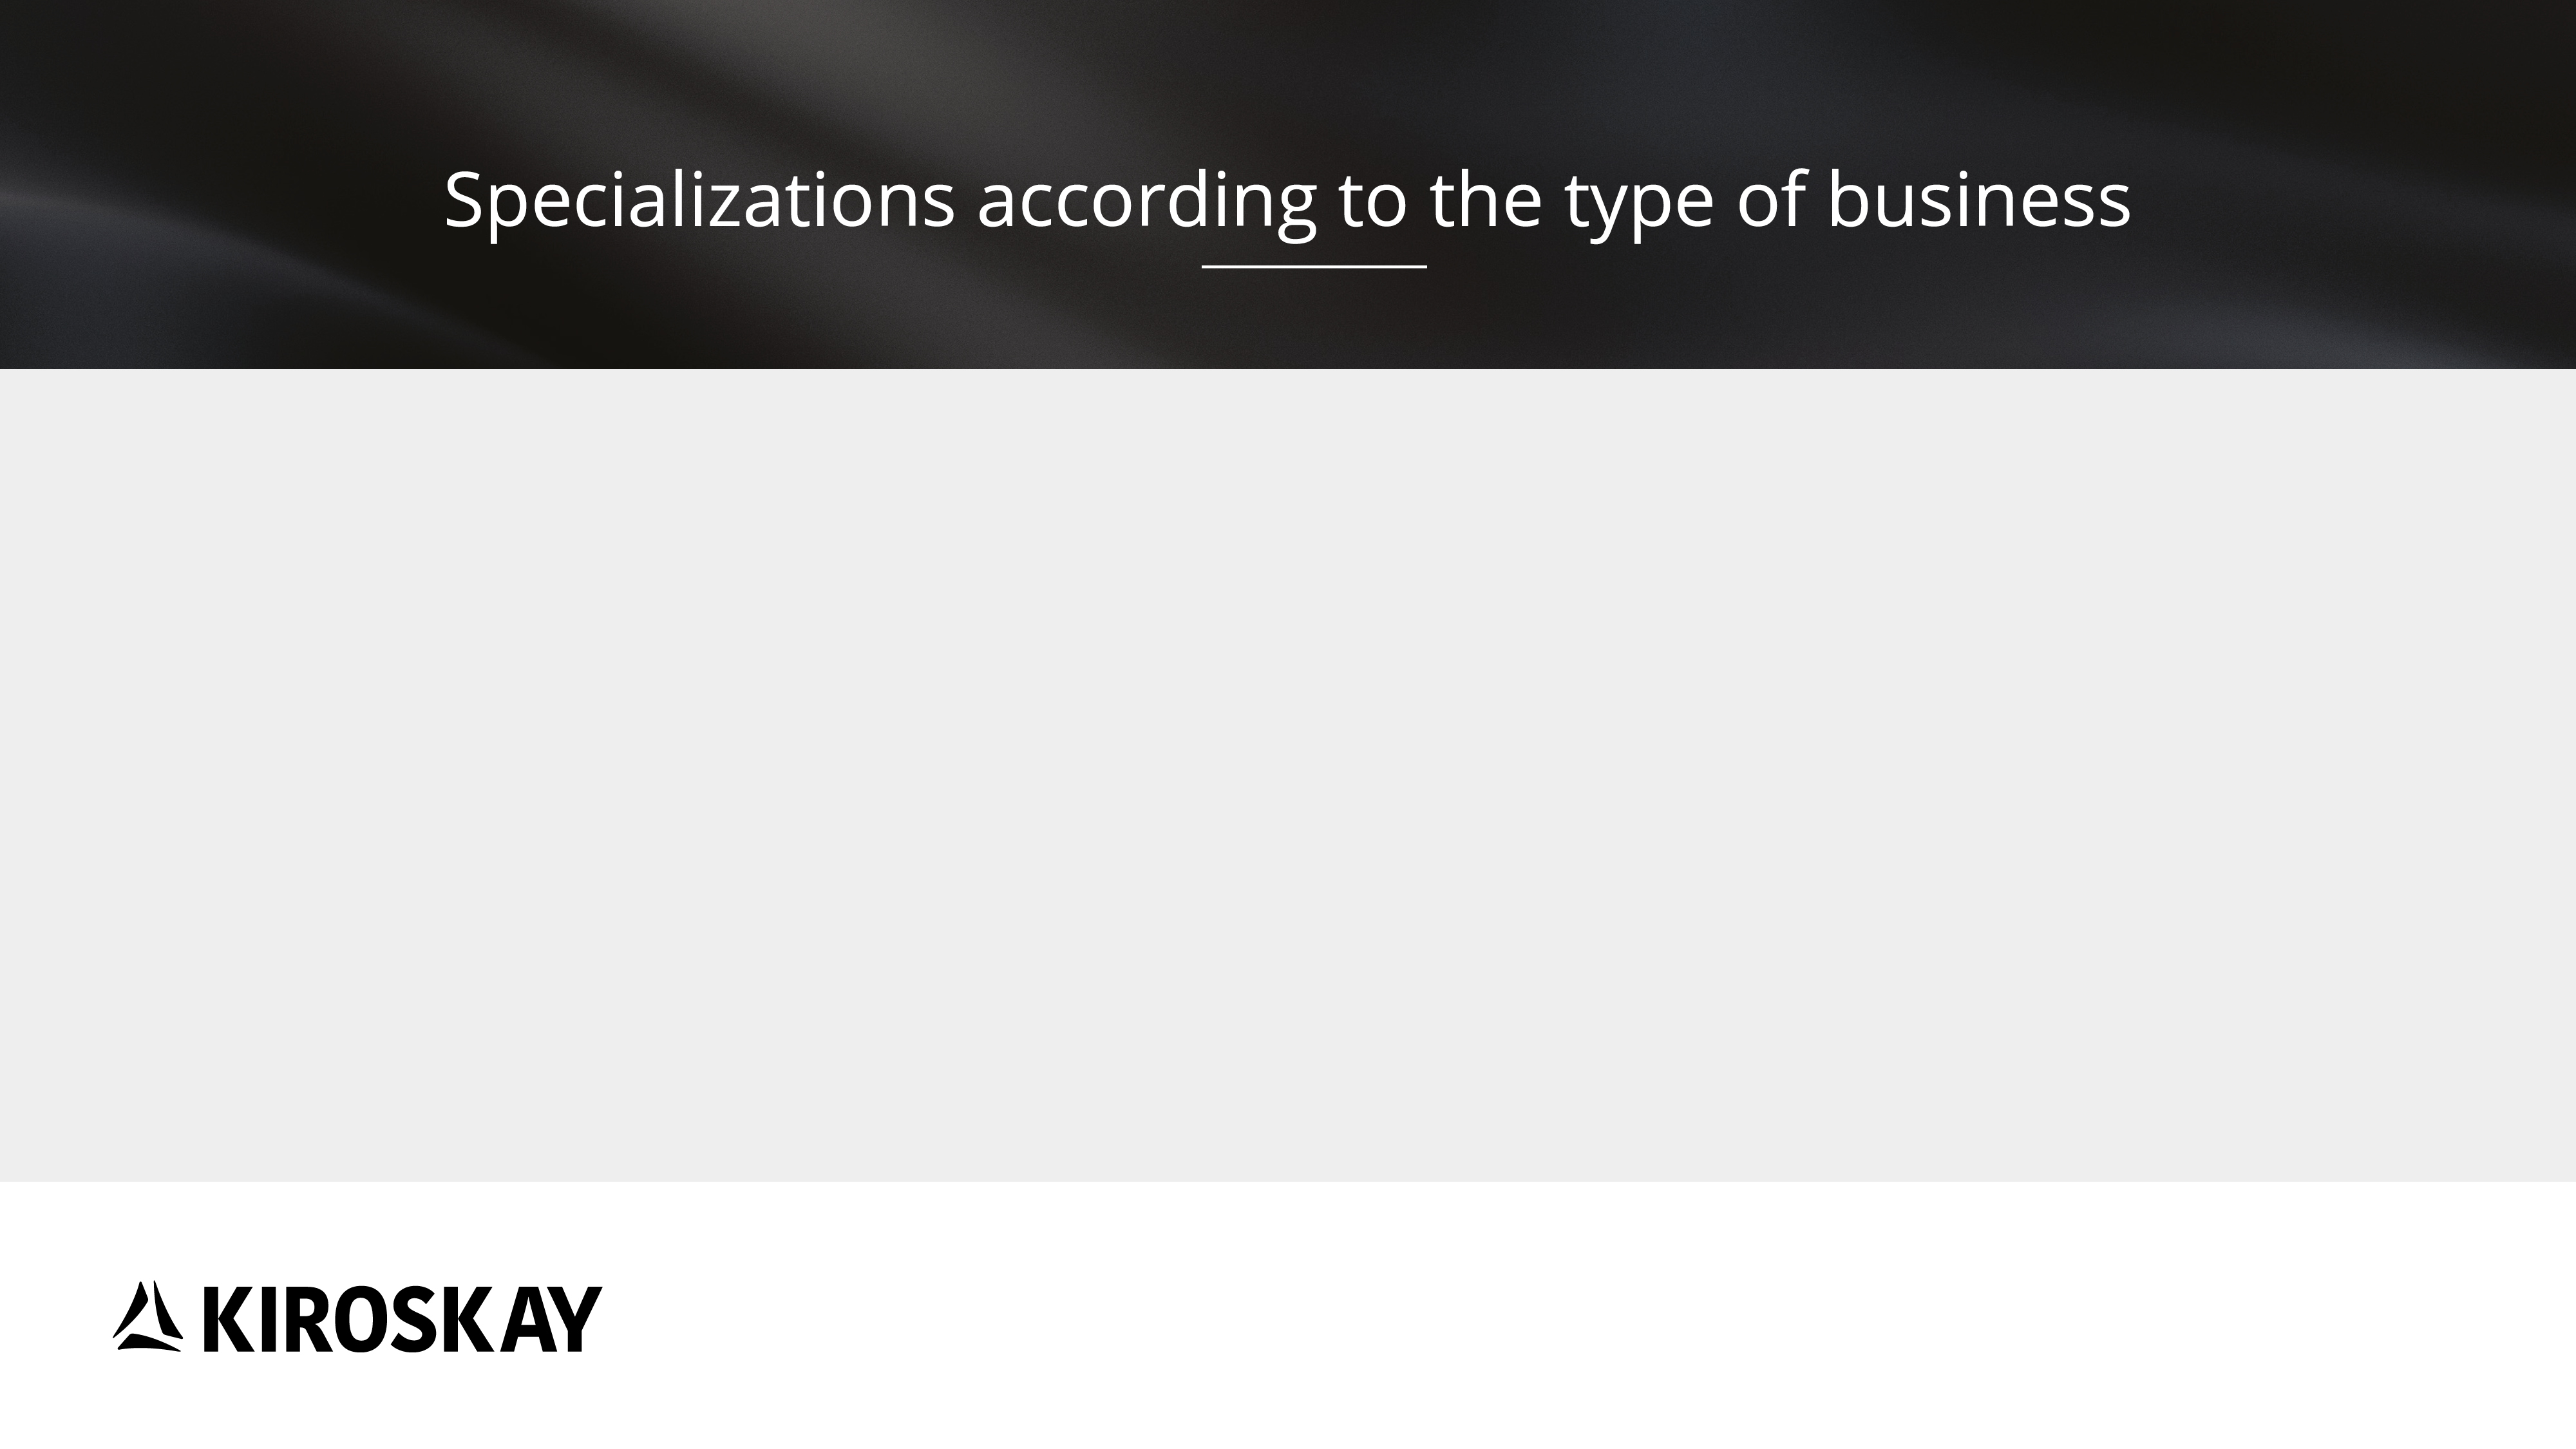 Specializations according to the type of business
KIROSKAY